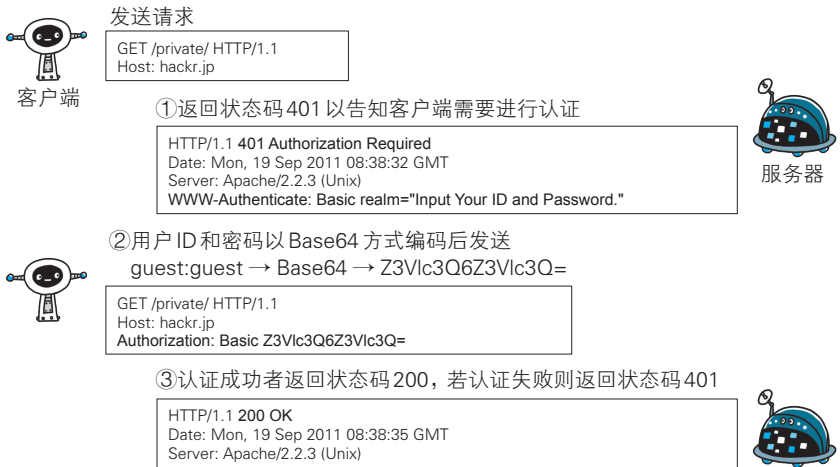 发送请求
GET /private/ HTTP/1.1
Host: hackr.jp
客户端
①返回状态码401以告知客户端需要进行认证
HTTP/1.1 401 Authorization Required
Date: Mon, 19 Sep 2011 08:38:32 GMT
Server: Apache/2.2.3 (Unix)
WWW-Authenticate: Basic realm="Input Your ID and Password."
服务器
②用户ID和密码以Base64方式编码后发送
guest:guest → Base64 → Z3Vlc3Q6Z3Vlc3Q=
GET /private/ HTTP/1.1
Host: hackr.jp
Authorization: Basic Z3Vlc3Q6Z3Vlc3Q=
③认证成功者返回状态码200，若认证失败则返回状态码401
HTTP/1.1 200 OK
Date: Mon, 19 Sep 2011 08:38:35 GMT
Server: Apache/2.2.3 (Unix)